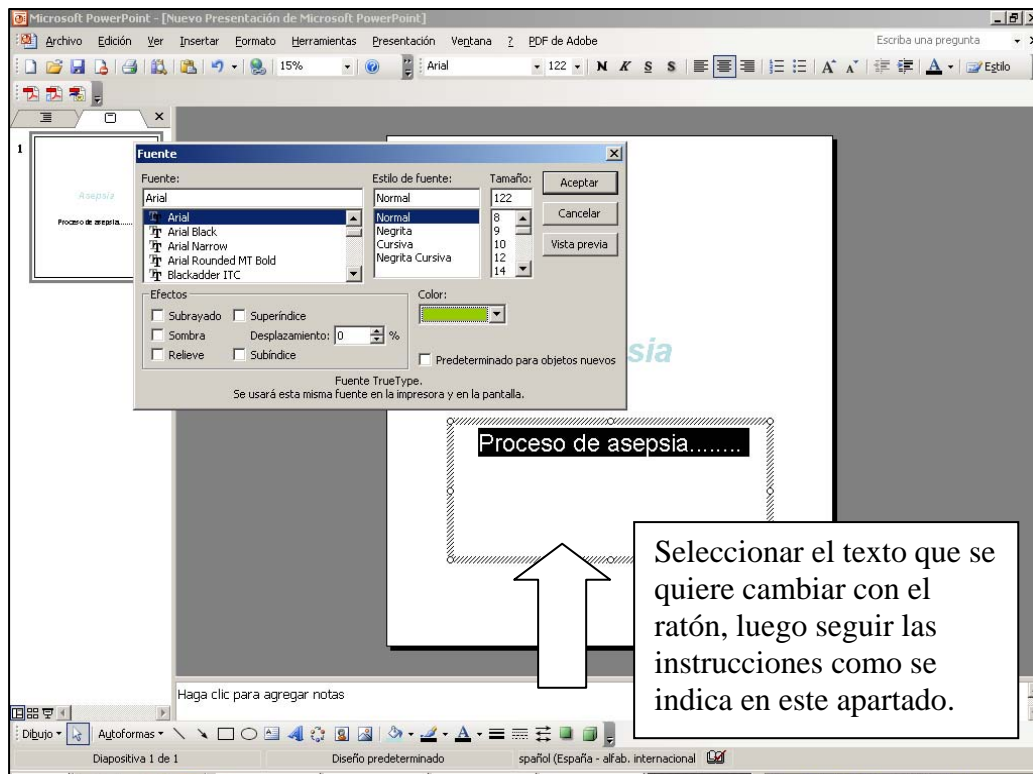 Microsoft PowerPoint - [Nuevo Presentación de Microsoft PowerPoint]
Archivo Edición Ver Insertar Formato Herramientas Presentación Ventana ? PDF de Adobe Escriba una pregunta
15% Arial 122 N K S S A A A Estilo
1
Asepsia
Proceso de asepsia........
Fuente
Fuente: Estilo de fuente: Tamaño:
Arial Normal 122 Aceptar
Arial Normal 8 Cancelar
Arial Black Negrita 9
Arial Narrow Cursiva 10 Vista previa
Arial Rounded MT Bold Negrita Cursiva 12
Blackadder ITC 14
Efectos Color:
Subrayado Superíndice
Sombra Desplazamiento: 0 %
Relieve Subíndice Predeterminado para objetos nuevos
Fuente TrueType.
Se usará esta misma fuente en la impresora y en la pantalla.
sia
Proceso de asepsia........
Seleccionar el texto que se
quiere cambiar con el
ratón, luego seguir las
instrucciones como se
indica en este apartado.
Haga clic para agregar notas
Dibujo Autoformas A
Diapositiva 1 de 1 Diseño predeterminado spañol (España - alfab. internacional